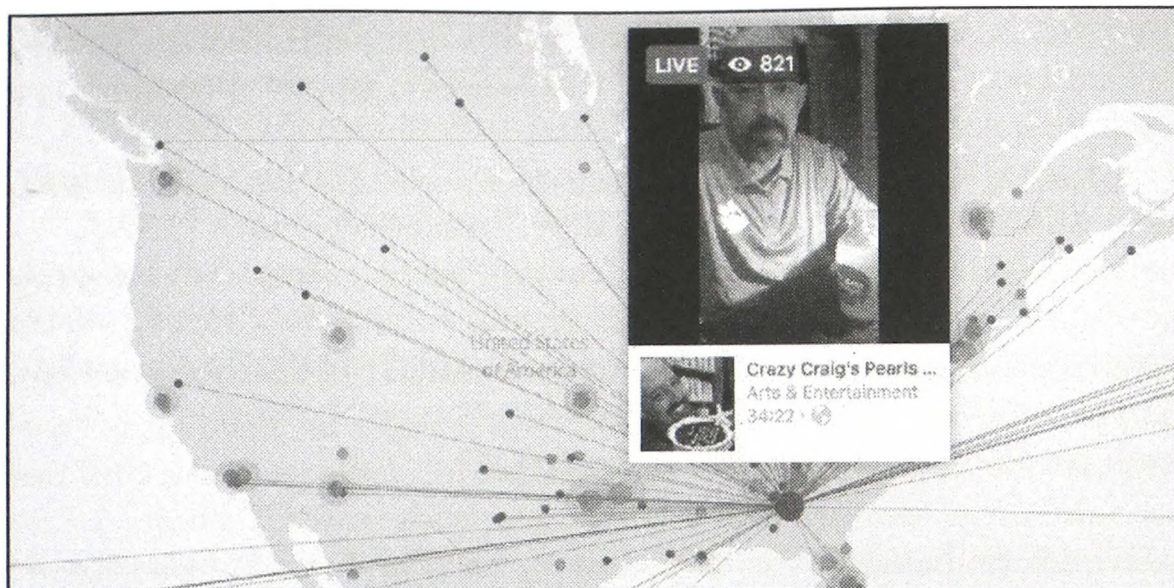 LIVE 821
United States
of America
Crazy Craig's Pearls ...
Arts & Entertainment
34:22 ·